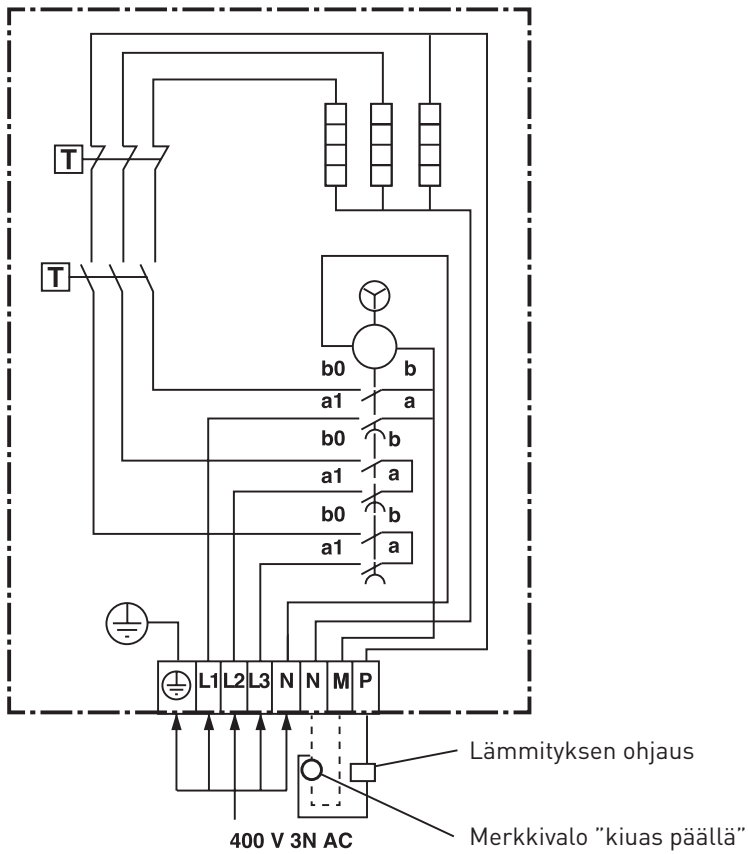 T
T
b0 b
a1 a
b0 b
a1 a
b0 b
a1 a
L1 L2 L3 N N M P
Lämmityksen ohjaus
400 V 3N AC
Merkkivalo ”kiuas päällä”